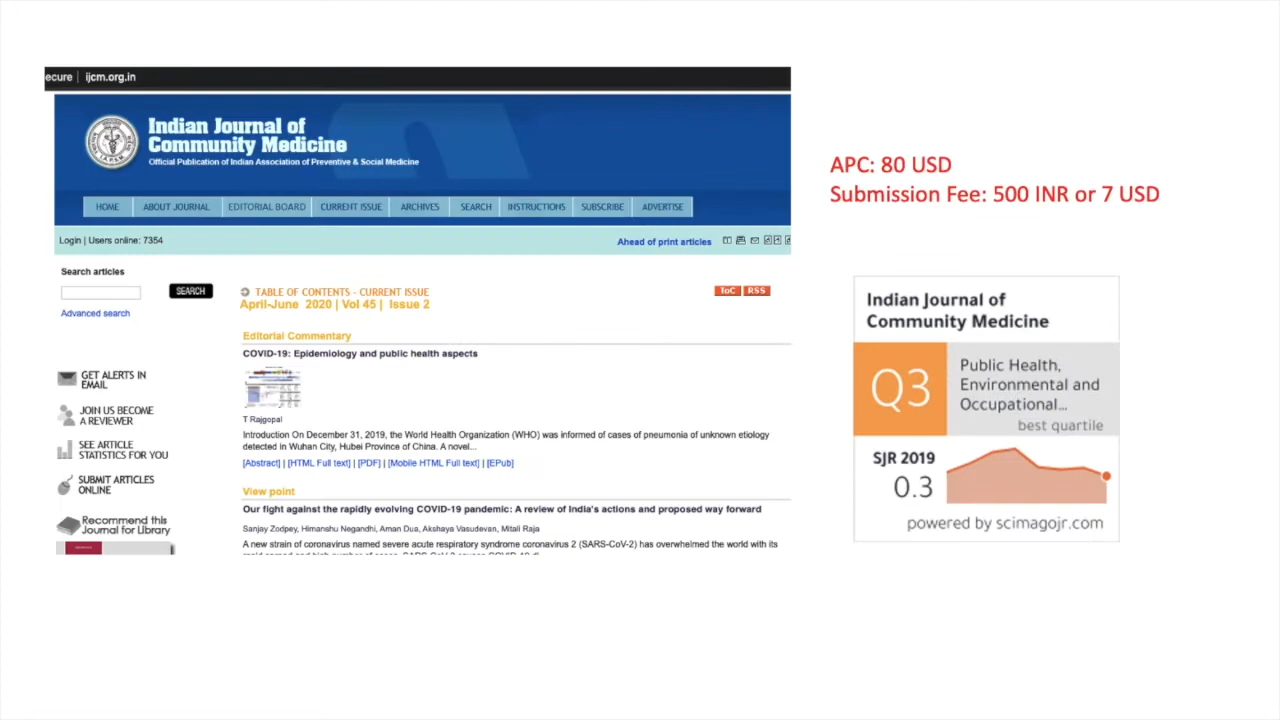 ecure | ijcm.org.in
Indian Journal of
Community Medicine
Official Publication of Indian Association of Preventive & Social Medicine
HOME ABOUT JOURNAL EDITORIAL BOARD CURRENT ISSUE ARCHIVES SEARCH INSTRUCTIONS SUBSCRIBE ADVERTISE
Login | Users online: 7354
Ahead of print articles
Search articles
SEARCH
Advanced search
GET ALERTS IN
EMAIL
JOIN US BECOME
A REVIEWER
SEE ARTICLE
STATISTICS FOR YOU
SUBMIT ARTICLES
ONLINE
Recommend this
Journal for Library
TABLE OF CONTENTS - CURRENT ISSUE
ToC RSS
April-June 2020 | Vol 45 | Issue 2
Editorial Commentary
COVID-19: Epidemiology and public health aspects
T Rajgopal
Introduction On December 31, 2019, the World Health Organization (WHO) was informed of cases of pneumonia of unknown etiology
detected in Wuhan City, Hubei Province of China. A novel...
[Abstract] | [HTML Full text] | [PDF] | [Mobile HTML Full text] | [EPub]
View point
Our fight against the rapidly evolving COVID-19 pandemic: A review of India's actions and proposed way forward
Sanjay Zodpey, Himanshu Negandhi, Aman Dua, Akshaya Vasudevan, Mitali Raja
A new strain of coronavirus named severe acute respiratory syndrome coronavirus 2 (SARS-CoV-2) has overwhelmed the world with its
APC: 80 USD
Submission Fee: 500 INR or 7 USD
Indian Journal of
Community Medicine
Q3
Public Health,
Environmental and
Occupational...
best quartile
SJR 2019
0.3
powered by scimagojr.com